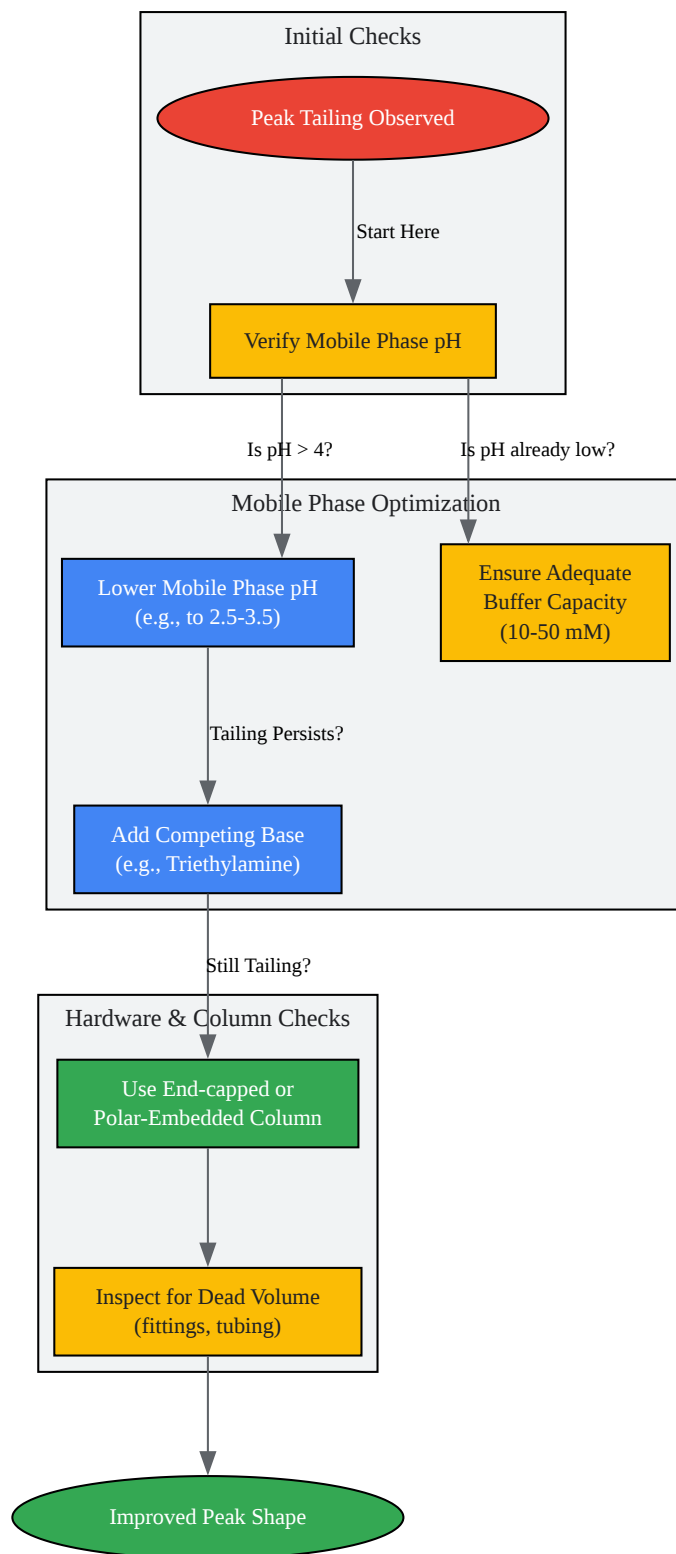 Initial Checks
Peak Tailing Observed
Start Here
Verify Mobile Phase pH
Is pH > 4?
Is pH already low?
Mobile Phase Optimization
Lower Mobile Phase pH
(e.g., to 2.5-3.5)
Ensure Adequate
Buffer Capacity
(10-50 mM)
Tailing Persists?
Add Competing Base
(e.g., Triethylamine)
Still Tailing?
Hardware & Column Checks
Use End-capped or
Polar-Embedded Column
Inspect for Dead Volume
(fittings, tubing)
Improved Peak Shape